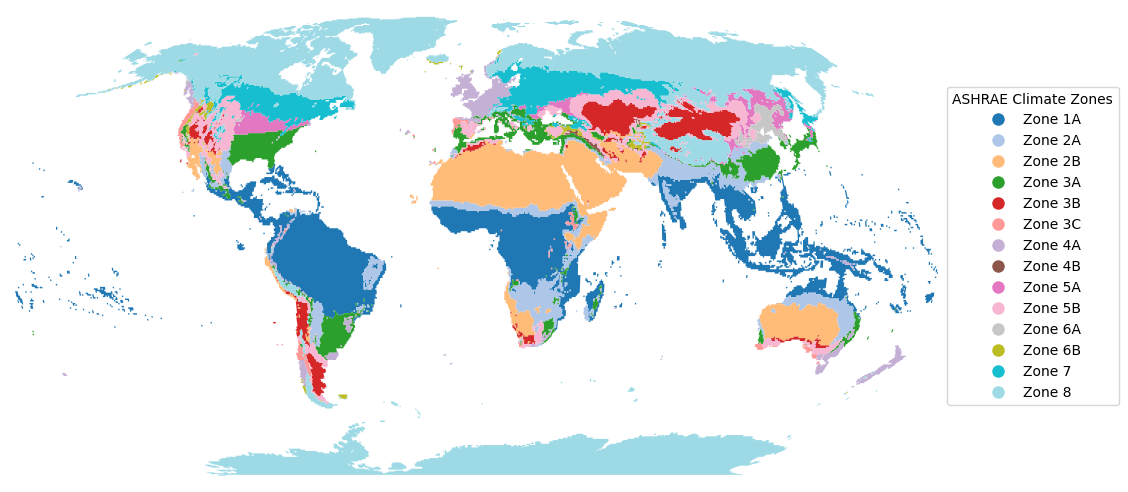 ASHRAE Climate Zones
Zone 1A
Zone 2A
Zone 2B
Zone 3A
Zone 3B
Zone 3C
Zone 4A
Zone 4B
Zone 5A
Zone 5B
Zone 6A
Zone 6B
Zone 7
Zone 8